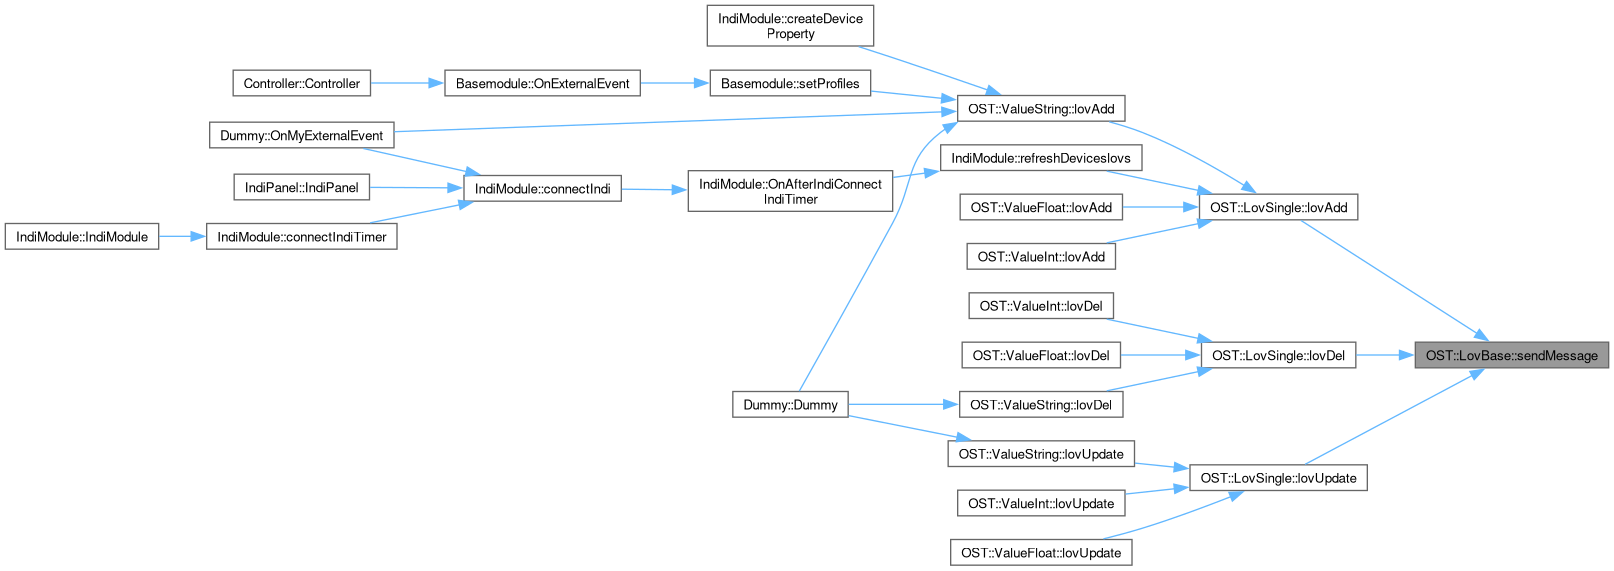 IndiModule::createDevice
Property
Controller::Controller
Basemodule::OnExternalEvent
Basemodule::setProfiles
OST::ValueString::lovAdd
Dummy::OnMyExternalEvent
IndiModule::refreshDeviceslovs
IndiPanel::IndiPanel
IndiModule::connectIndi
IndiModule::OnAfterIndiConnect
IndiTimer
OST::ValueFloat::lovAdd
OST::LovSingle::lovAdd
IndiModule::IndiModule
IndiModule::connectIndiTimer
OST::ValueInt::lovAdd
OST::ValueInt::lovDel
OST::ValueFloat::lovDel
OST::LovSingle::lovDel
OST::LovBase::sendMessage
Dummy::Dummy
OST::ValueString::lovDel
OST::ValueString::lovUpdate
OST::LovSingle::lovUpdate
OST::ValueInt::lovUpdate
OST::ValueFloat::lovUpdate